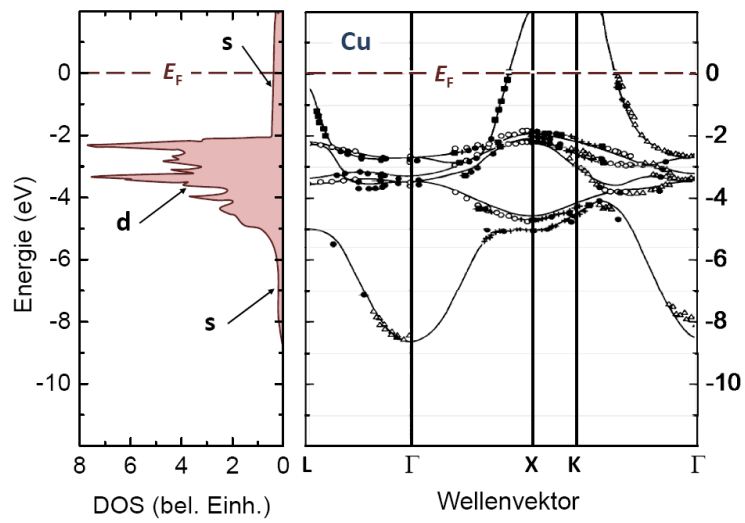 s
E_F
d
s
0
-2
-4
-6
-8
-10
Energie (eV)
8 6 4 2 0
DOS (bel. Einh.)
Cu
E_F
0
-2
-4
-6
-8
-10
L Γ X K Γ
Wellenvektor